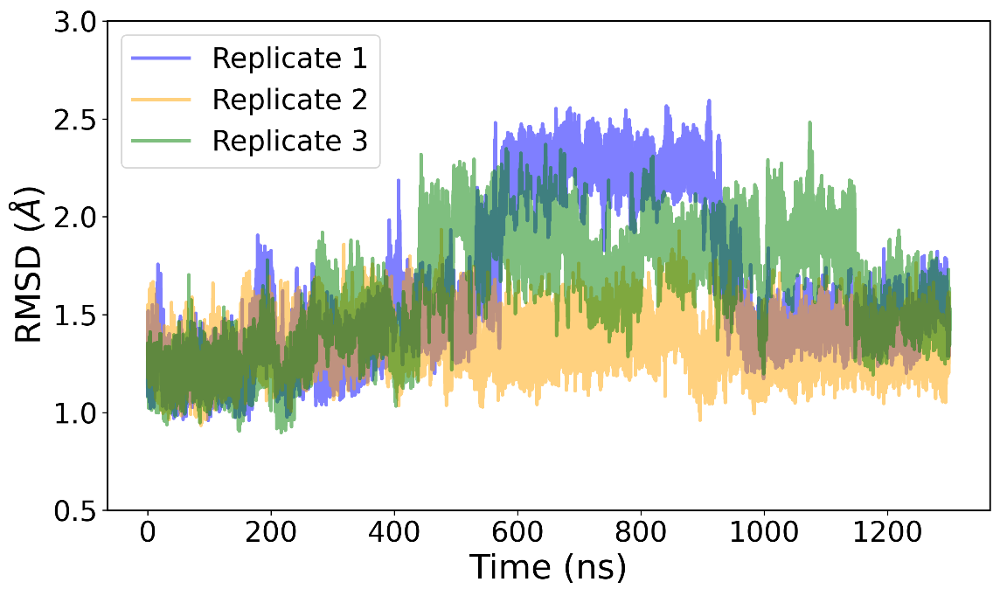 3.0
2.5
2.0
1.5
1.0
0.5
RMSD (Å)
Replicate 1
Replicate 2
Replicate 3
0 200 400 600 800 1000 1200
Time (ns)